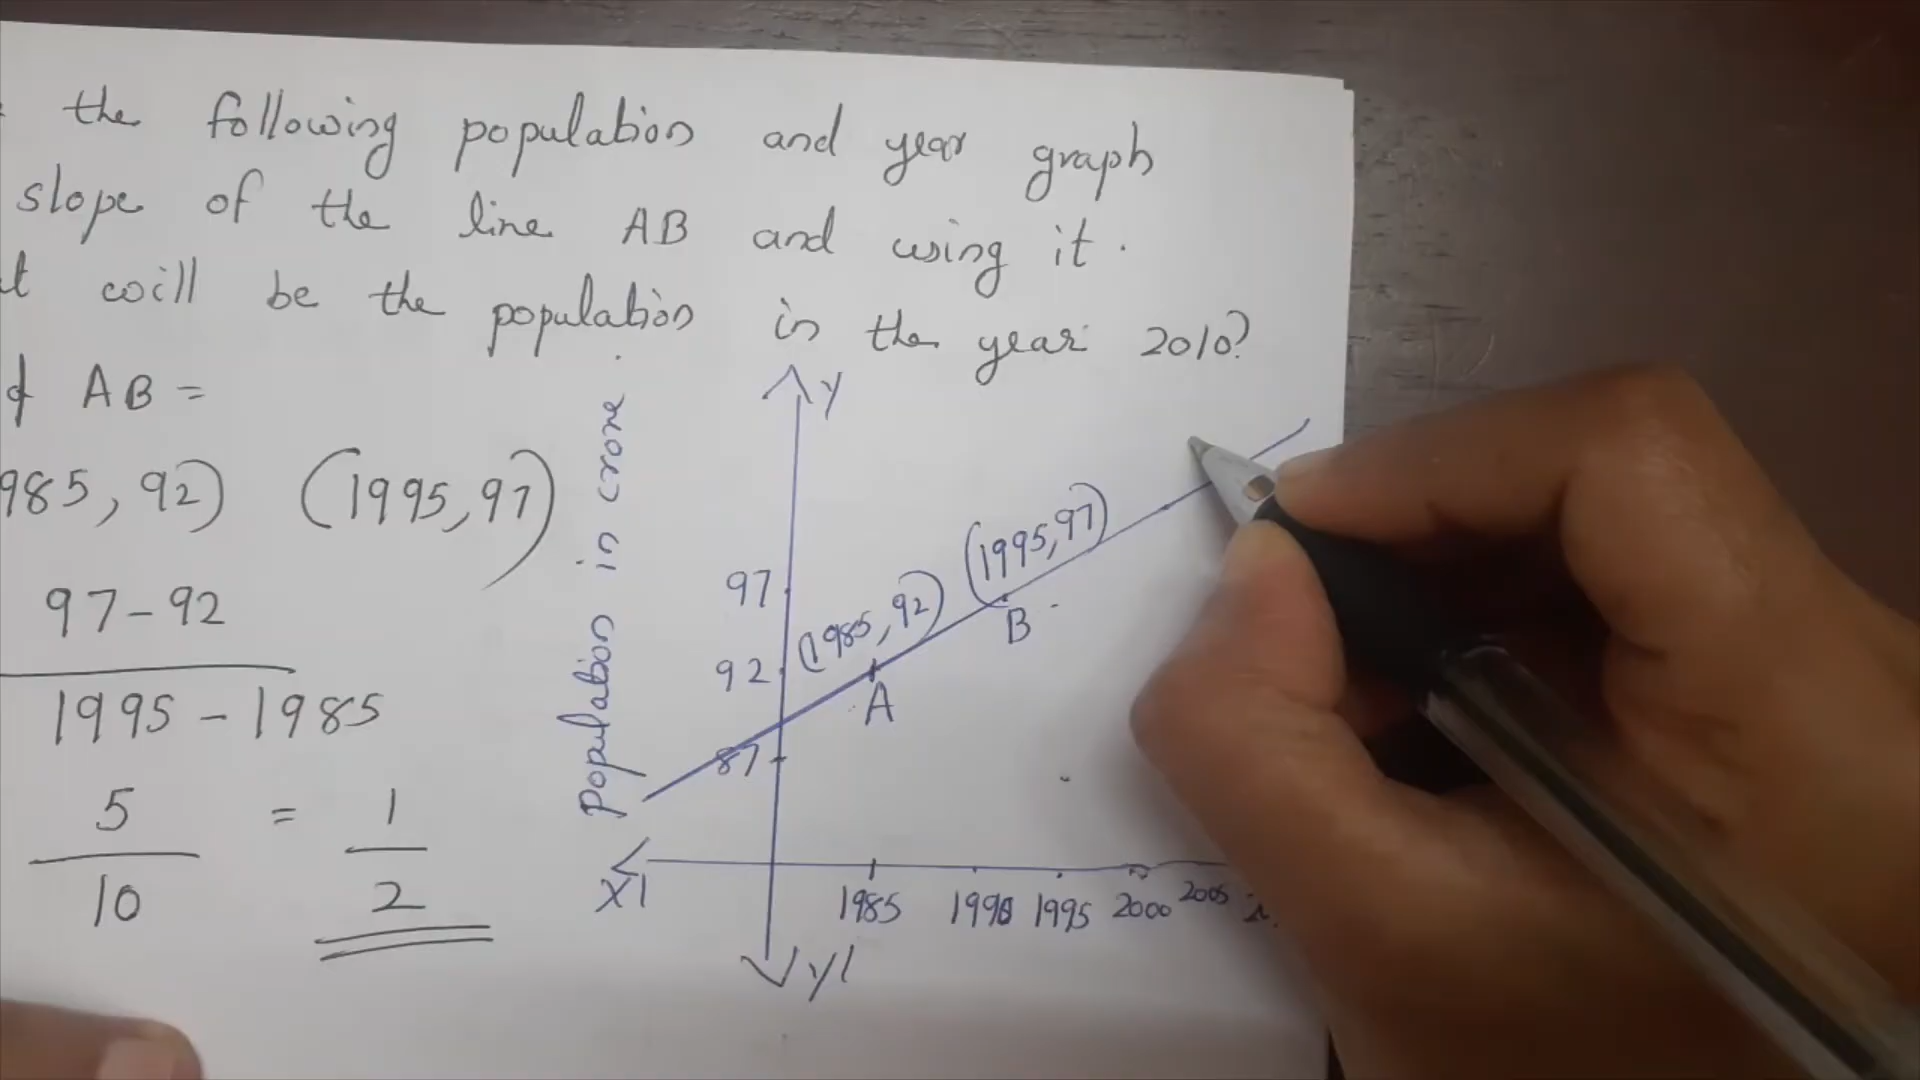 the following population and year graph
slope of the line AB and using it.
will be the population in the year 2010?
AB =
985, 92) (1995, 97)
97-92
1995 - 1985
5 = 1
10 2
Population in crore.
Y
97
92
87
(1985, 92)
A
(1995, 97)
B
X1
1985 1990 1995 2000 2005
Y1